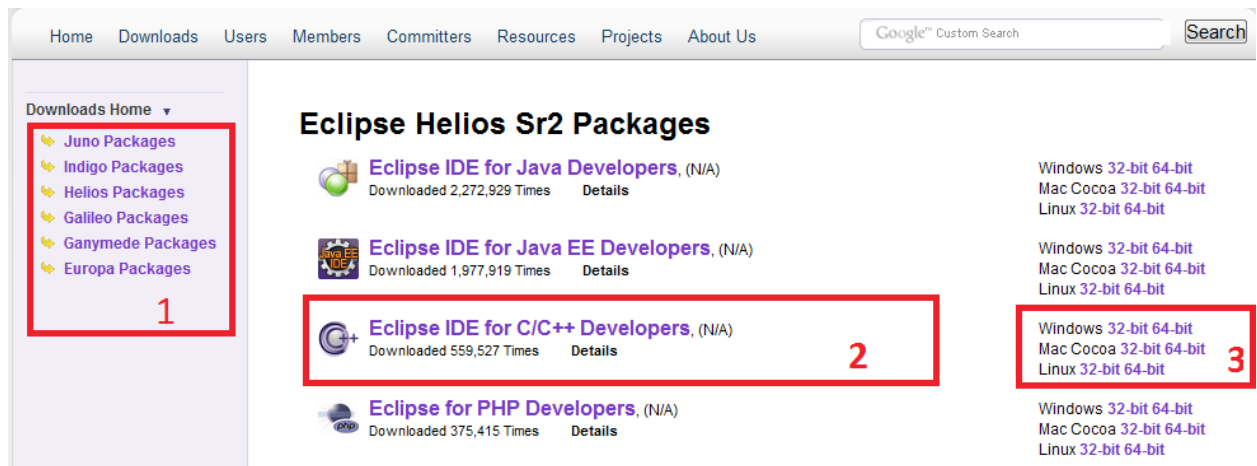 Home Downloads Users Members Committers Resources Projects About Us Google™ Custom Search Search
Downloads Home
Juno Packages
Indigo Packages
Helios Packages
Galileo Packages
Ganymede Packages
Europa Packages
1
Eclipse Helios Sr2 Packages
Eclipse IDE for Java Developers, (N/A)
Downloaded 2,272,929 Times Details
Windows 32-bit 64-bit
Mac Cocoa 32-bit 64-bit
Linux 32-bit 64-bit
Java EE
IDE
Eclipse IDE for Java EE Developers, (N/A)
Downloaded 1,977,919 Times Details
Windows 32-bit 64-bit
Mac Cocoa 32-bit 64-bit
Linux 32-bit 64-bit
C++
Eclipse IDE for C/C++ Developers, (N/A)
Downloaded 559,527 Times Details
2
Windows 32-bit 64-bit
Mac Cocoa 32-bit 64-bit
Linux 32-bit 64-bit
3
php
Eclipse for PHP Developers, (N/A)
Downloaded 375,415 Times Details
Windows 32-bit 64-bit
Mac Cocoa 32-bit 64-bit
Linux 32-bit 64-bit